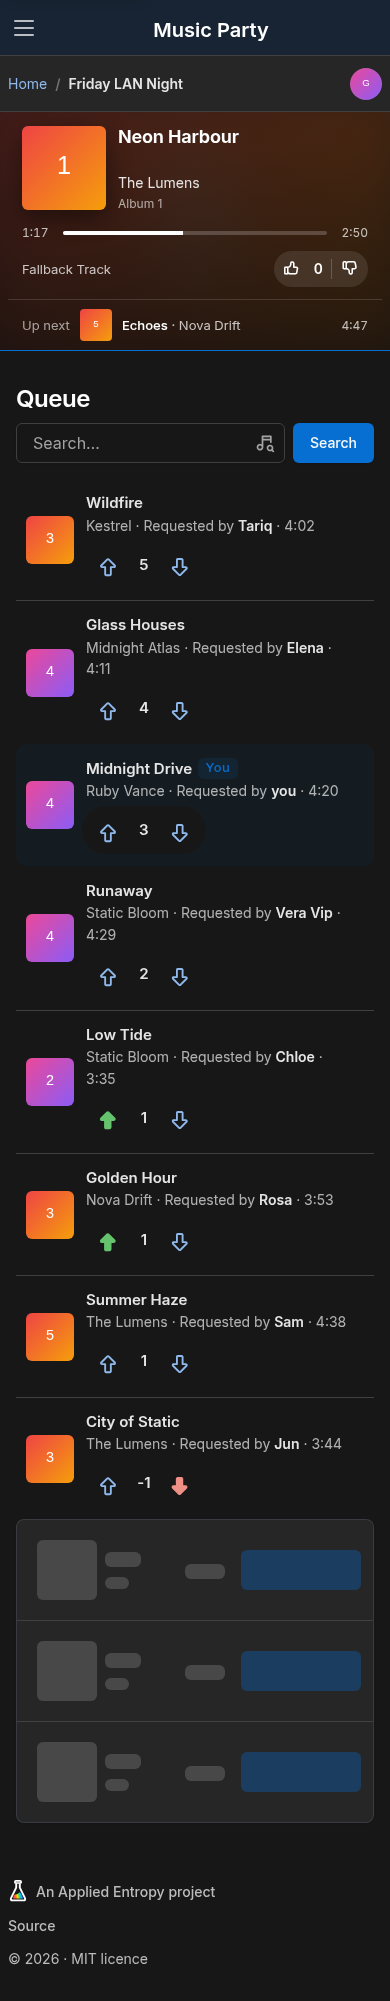 Music Party
Home / Friday LAN Night
G
1
Neon Harbour
The Lumens
Album 1
1:17
2:50
Fallback Track
0
Up next
5
Echoes · Nova Drift
4:47
Queue
Search...
Search
3
Wildfire
Kestrel · Requested by Tariq · 4:02
5
4
Glass Houses
Midnight Atlas · Requested by Elena ·
4:11
4
4
Midnight Drive You
Ruby Vance · Requested by you · 4:20
3
4
Runaway
Static Bloom · Requested by Vera Vip ·
4:29
2
2
Low Tide
Static Bloom · Requested by Chloe ·
3:35
1
3
Golden Hour
Nova Drift · Requested by Rosa · 3:53
1
5
Summer Haze
The Lumens · Requested by Sam · 4:38
1
3
City of Static
The Lumens · Requested by Jun · 3:44
-1
An Applied Entropy project
Source
© 2026 · MIT licence